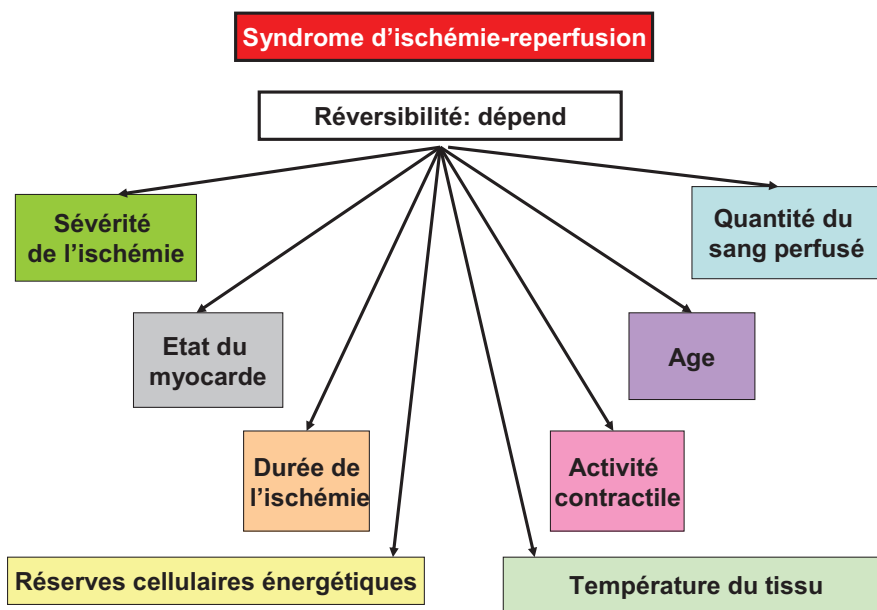 Syndrome d’ischémie-reperfusion
Réversibilité: dépend
Sévérité
de l’ischémie
Quantité du
sang perfusé
Etat du
myocarde
Age
Durée de
l’ischémie
Activité
contractile
Réserves cellulaires énergétiques
Température du tissu